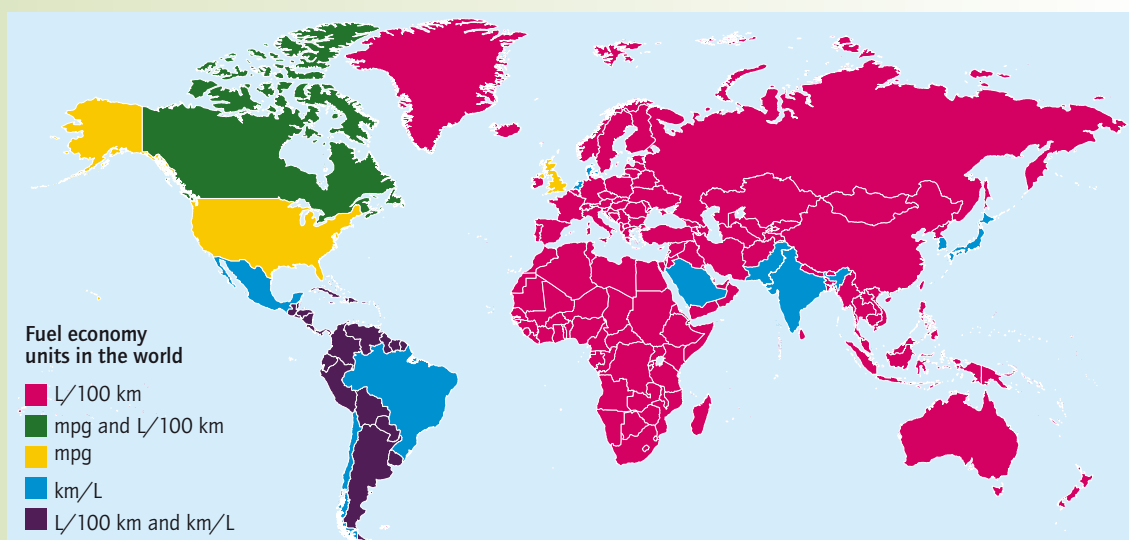 Fuel economy
units in the world
L/100 km
mpg and L/100 km
mpg
km/L
L/100 km and km/L